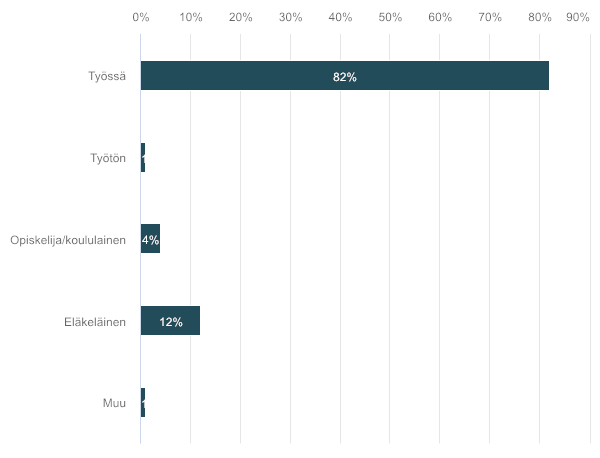 0% 10% 20% 30% 40% 50% 60% 70% 80% 90%
Työssä 82%
Työtön
Opiskelija/koululainen 4%
Eläkeläinen 12%
Muu